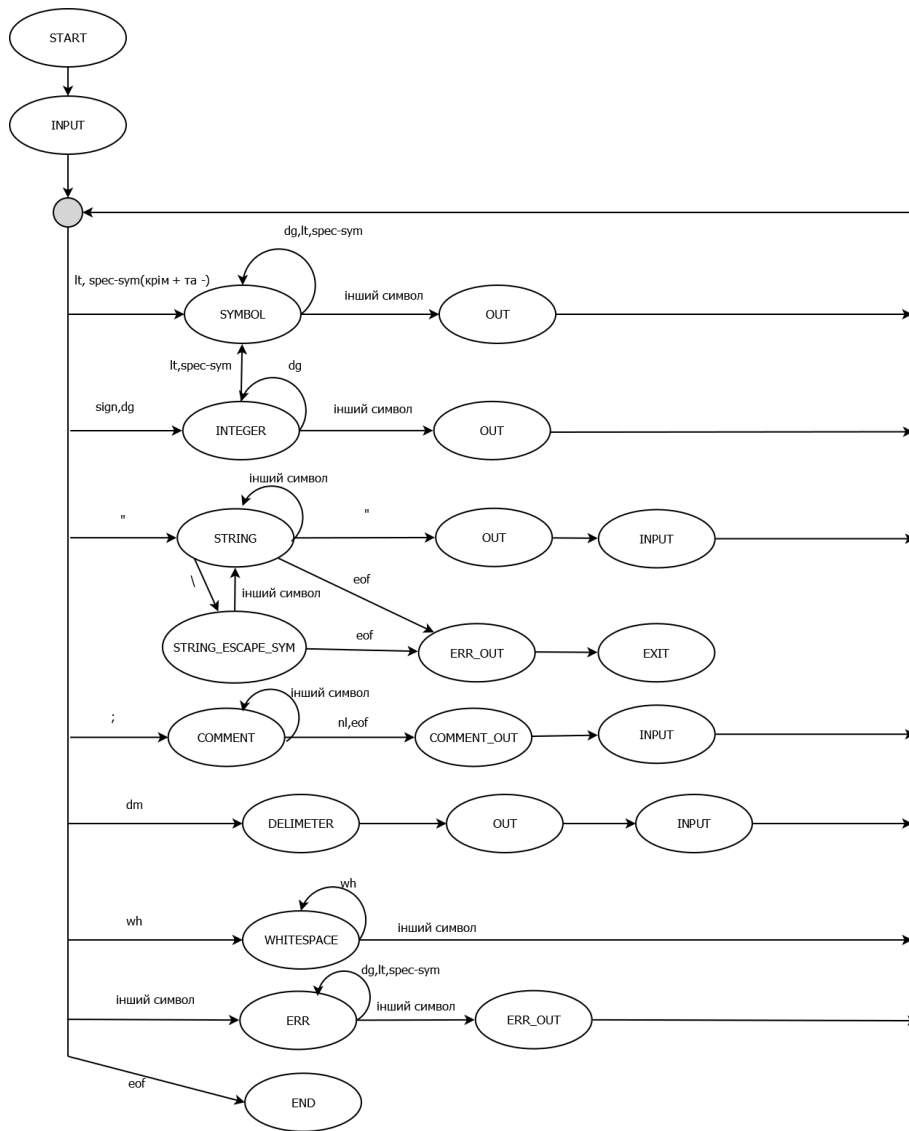 START
INPUT
dg,lt,spec-sym
lt, spec-sym(крім + та -)
SYMBOL
інший символ
OUT
lt,spec-sym
dg
sign,dg
INTEGER
інший символ
OUT
інший символ
"
STRING
"
OUT
INPUT
\
інший символ
eof
STRING_ESCAPE_SYM
eof
ERR_OUT
EXIT
інший символ
;
COMMENT
nl,eof
COMMENT_OUT
INPUT
dm
DELIMETER
OUT
INPUT
wh
wh
WHITESPACE
інший символ
dg,lt,spec-sym
інший символ
ERR
інший символ
ERR_OUT
eof
END